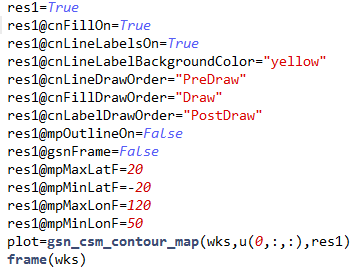 res1=True
res1@cnFillOn=True
res1@cnLineLabelsOn=True
res1@cnLineLabelBackgroundColor="yellow"
res1@cnLineDrawOrder="PreDraw"
res1@cnFillDrawOrder="Draw"
res1@cnLabelDrawOrder="PostDraw"
res1@mpOutlineOn=False
res1@gsnFrame=False
res1@mpMaxLatF=20
res1@mpMinLatF=-20
res1@mpMaxLonF=120
res1@mpMinLonF=50
plot=gsn_csm_contour_map(wks,u(0,:,:),res1)
frame(wks)